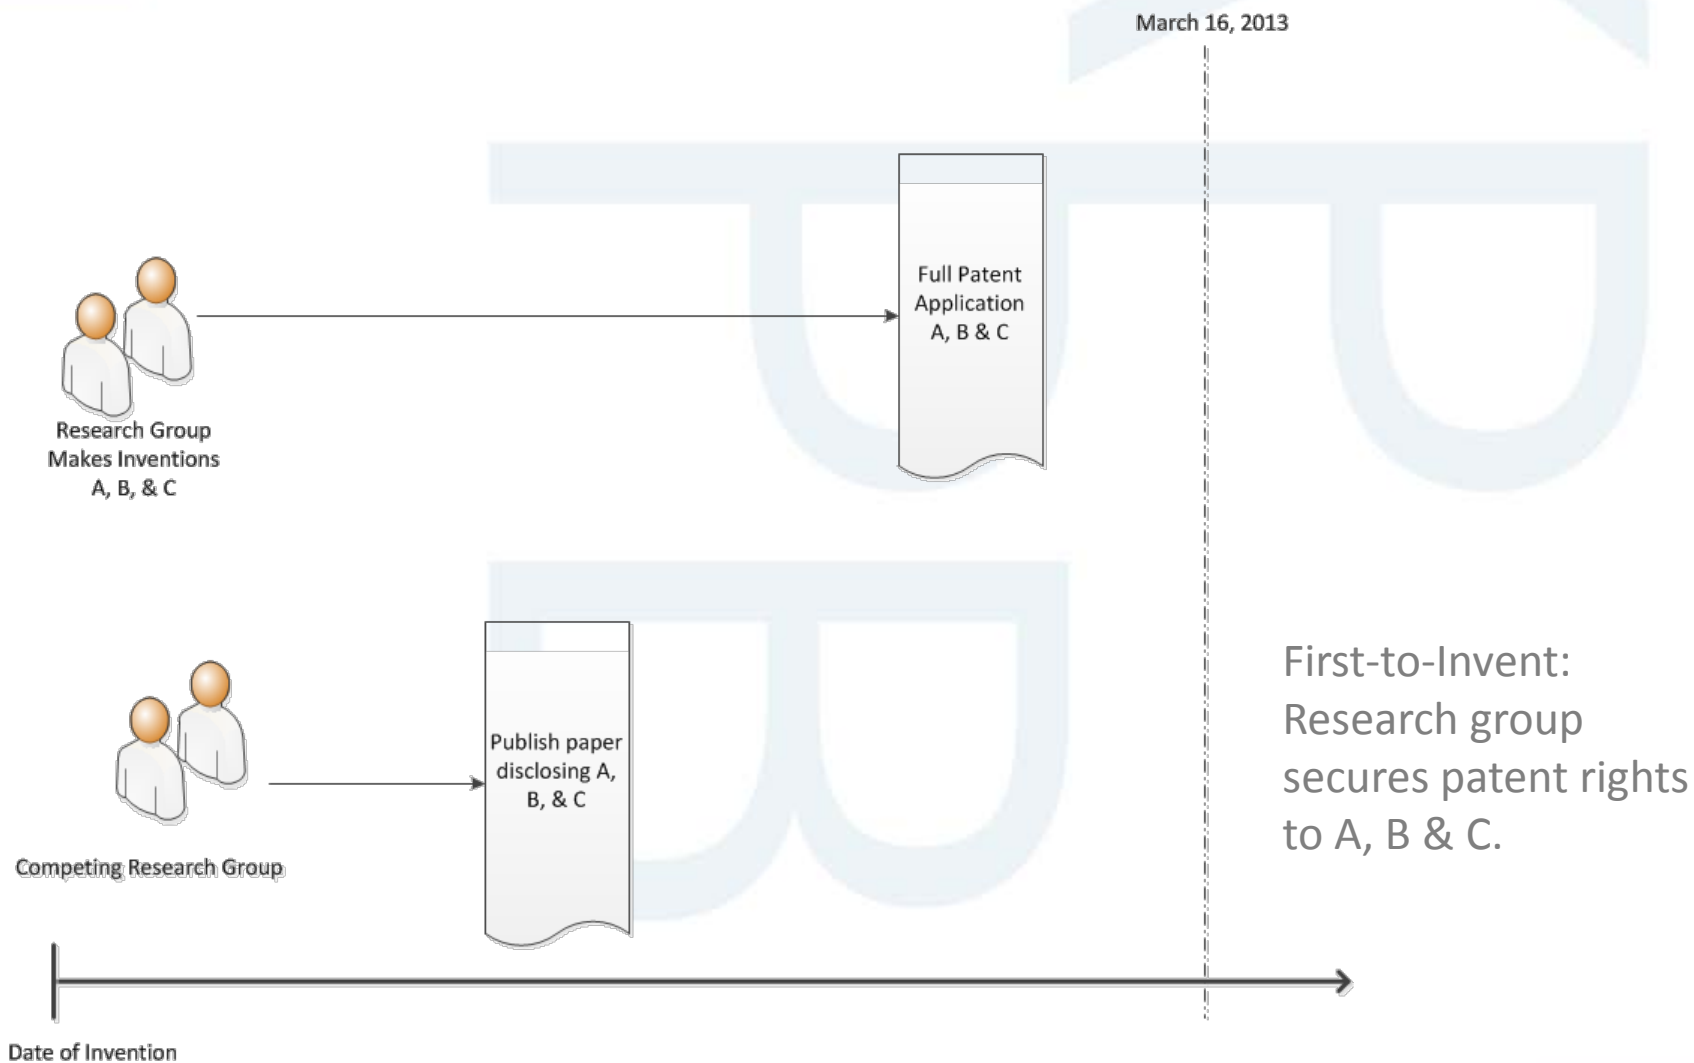 March 16, 2013
Full Patent
Application
A, B & C
Research Group
Makes Inventions
A, B, & C
Publish paper
disclosing A,
B, & C
Competing Research Group
First-to-Invent:
Research group
secures patent rights
to A, B & C.
Date of Invention